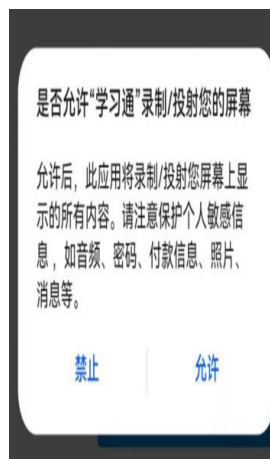 是否允许“学习通”录制/投射您的屏幕
允许后，此应用将录制/投射您屏幕上显
示的所有内容。请注意保护个人敏感信
息，如音频、密码、付款信息、照片、
消息等。
禁止
允许